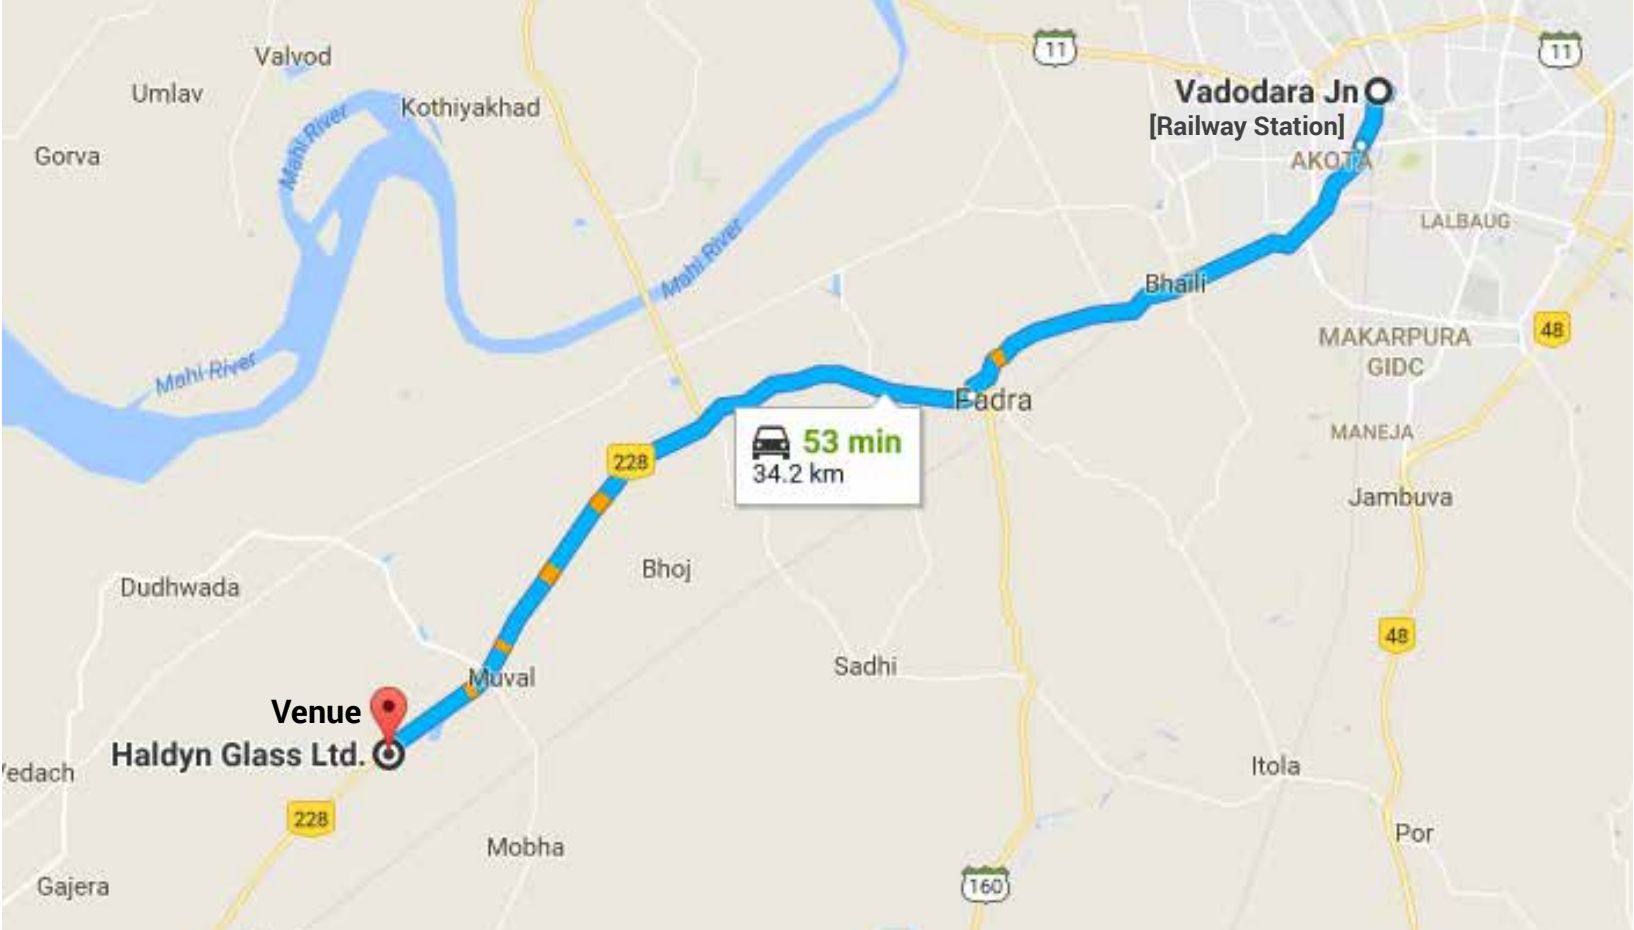 Valvod
Umlav
Kothiyakhad
Gorva
Mahi River
11
11
Vadodara Jn
[Railway Station]
AKOTA
LALBAUG
Mahi River
Bhaili
48
MAKARPURA
GIDC
Mahi River
Padra
MANEJA
53 min
34.2 km
228
Jambuva
Bhoj
Dudhwada
48
Sadhi
Muval
Venue
Haldyn Glass Ltd.
Itola
228
Por
Mobha
160
Gajera